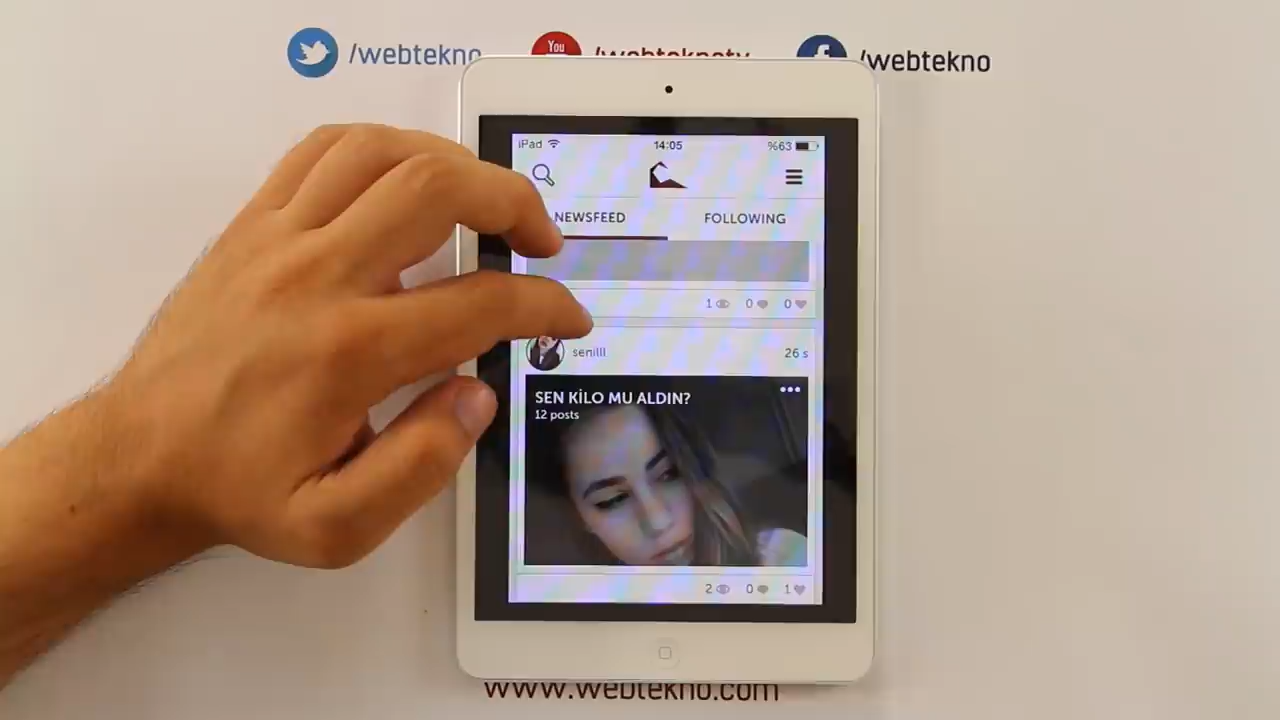 /webtekno
You
/webteknotv
f /webtekno
iPad
14:05
%63
NEWSFEED
FOLLOWING
1 0 0
senilll
26 s
SEN KİLO MU ALDIN?
12 posts
2 0 1
www.webtekno.com